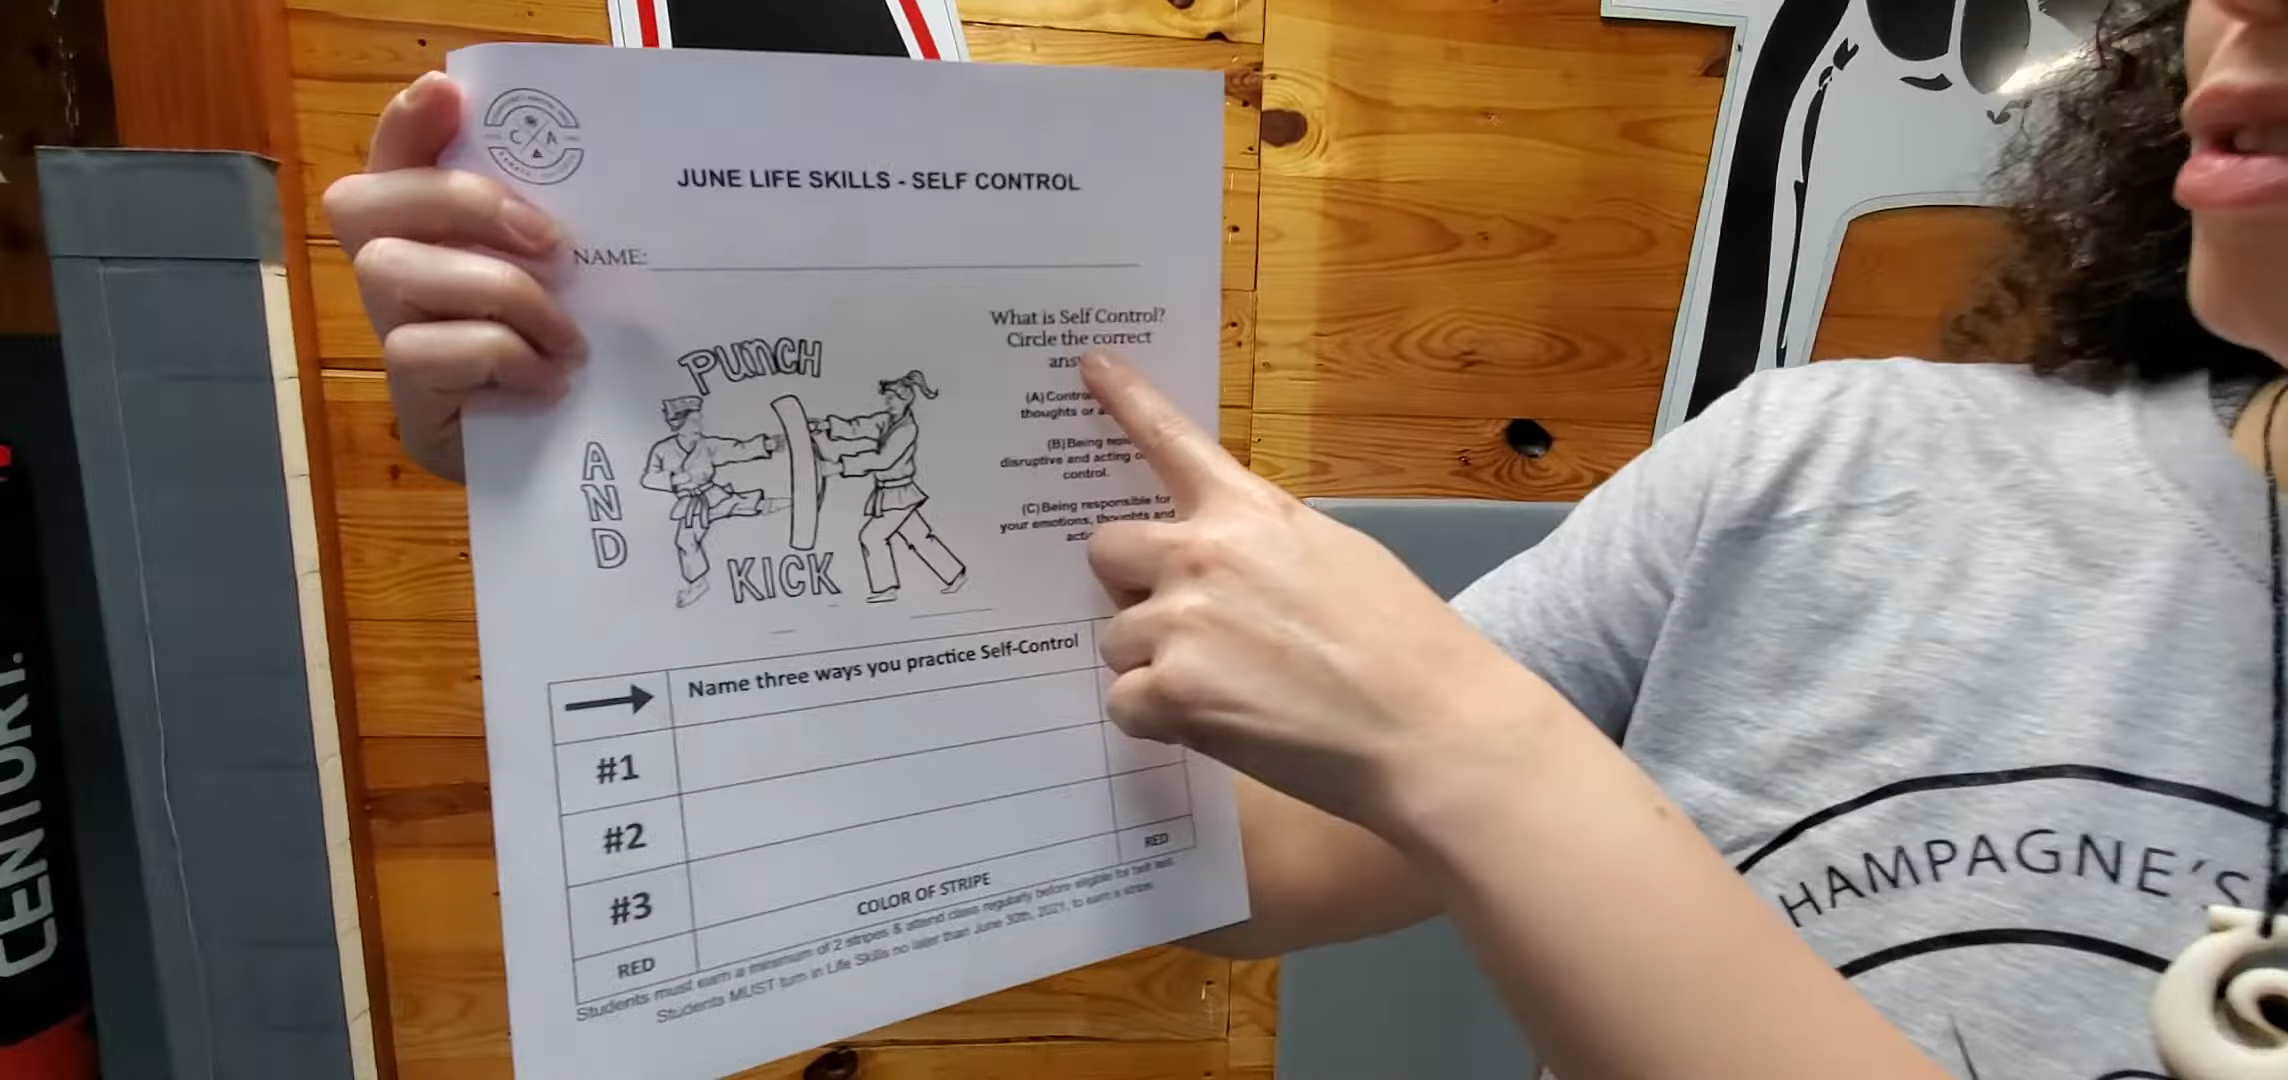 C A
JUNE LIFE SKILLS - SELF CONTROL
NAME:
What is Self Control?
Circle the correct
PUNCH
AND
KICK
(A)
thoughts or
(B) Being
disruptive and acting
control.
(C) Being responsible for
your emotions, thoughts and
Name three ways you practice Self-Control
#1
#2
#3
RED
COLOR OF STRIPE
RED
Students must earn a minimum of 2 stripes & attend class regularly before eligible for belt test.
Students MUST turn in Life Skills no later than June 30th, 2021, to earn a stripe.
CENTURY.
HAMPAGNE'S